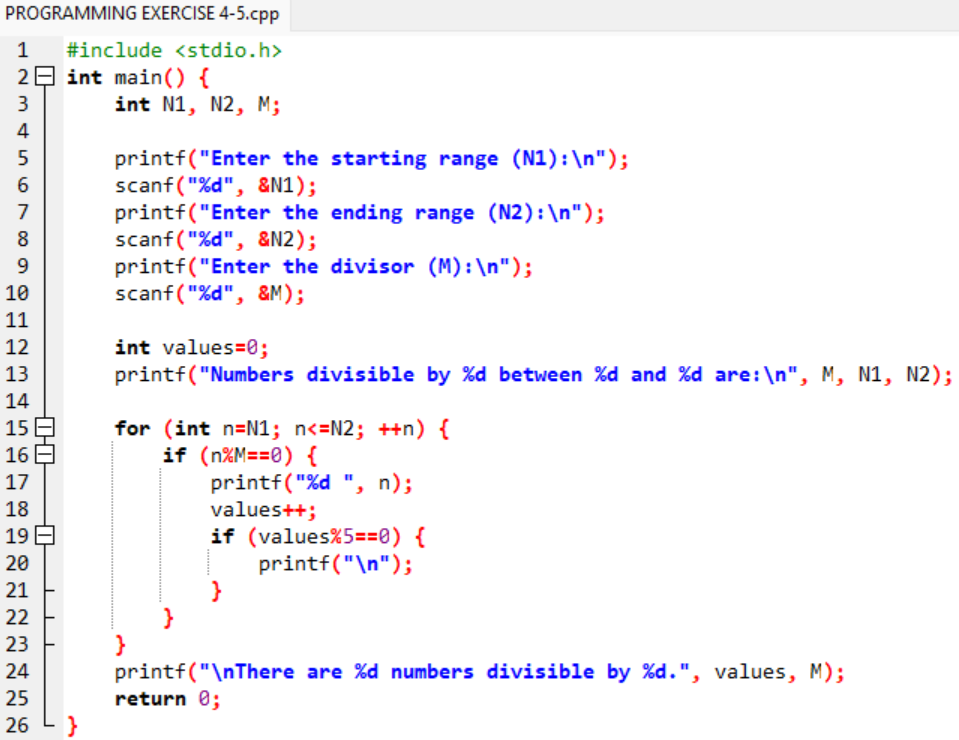 PROGRAMMING EXERCISE 4-5.cpp
1 #include <stdio.h>
2 int main() {
3     int N1, N2, M;
4
5     printf("Enter the starting range (N1):\n");
6     scanf("%d", &N1);
7     printf("Enter the ending range (N2):\n");
8     scanf("%d", &N2);
9     printf("Enter the divisor (M):\n");
10     scanf("%d", &M);
11
12     int values=0;
13     printf("Numbers divisible by %d between %d and %d are:\n", M, N1, N2);
14
15     for (int n=N1; n<=N2; ++n) {
16         if (n%M==0) {
17             printf("%d ", n);
18             values++;
19             if (values%5==0) {
20                 printf("\n");
21             }
22         }
23     }
24     printf("\nThere are %d numbers divisible by %d.", values, M);
25     return 0;
26 }